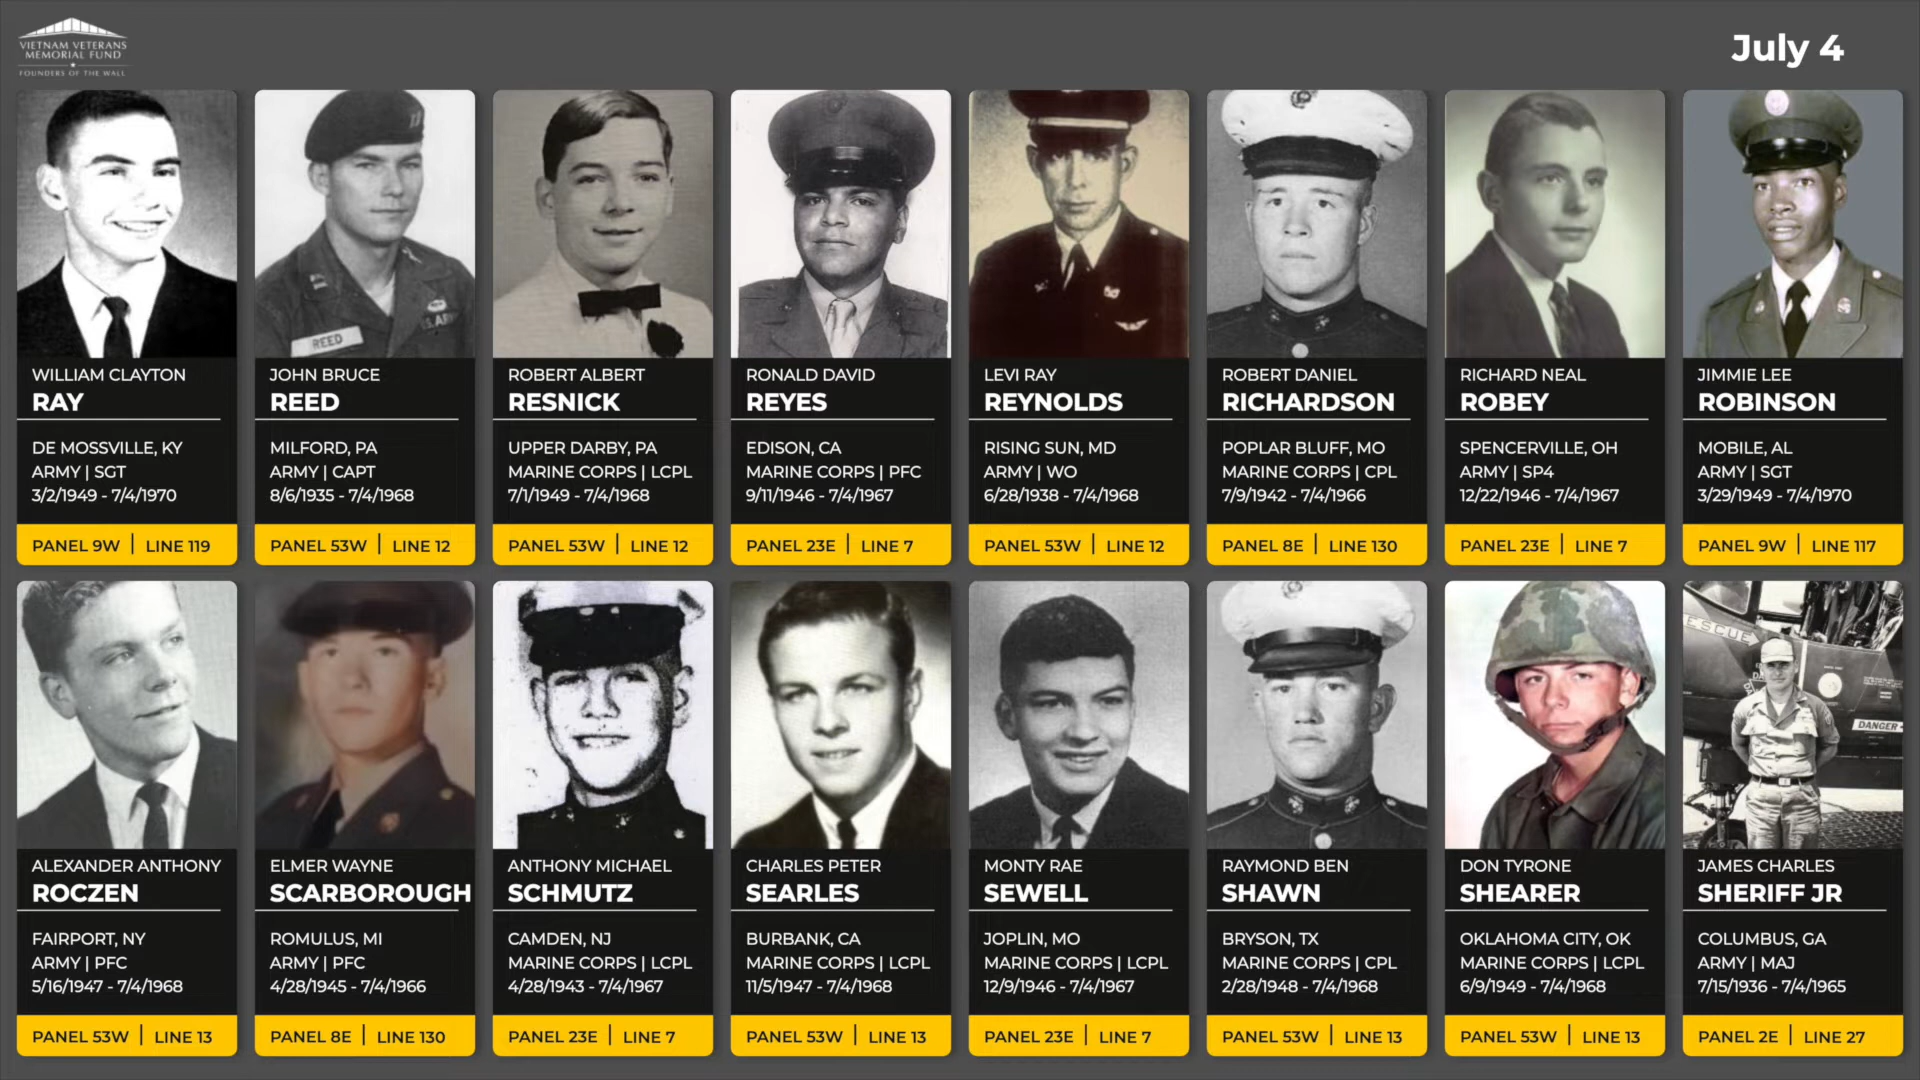 VIETNAM VETERANS
MEMORIAL FUND
FOUNDERS OF THE WALL
July 4
REED
U.S. AR
WILLIAM CLAYTON
RAY
DE MOSSVILLE, KY
ARMY | SGT
3/2/1949 - 7/4/1970
PANEL 9W | LINE 119
JOHN BRUCE
REED
MILFORD, PA
ARMY | CAPT
8/6/1935 - 7/4/1968
PANEL 53W | LINE 12
ROBERT ALBERT
RESNICK
UPPER DARBY, PA
MARINE CORPS | LCPL
7/1/1949 - 7/4/1968
PANEL 53W | LINE 12
RONALD DAVID
REYES
EDISON, CA
MARINE CORPS | PFC
9/11/1946 - 7/4/1967
PANEL 23E | LINE 7
LEVI RAY
REYNOLDS
RISING SUN, MD
ARMY | WO
6/28/1938 - 7/4/1968
PANEL 53W | LINE 12
ROBERT DANIEL
RICHARDSON
POPLAR BLUFF, MO
MARINE CORPS | CPL
7/9/1942 - 7/4/1966
PANEL 8E | LINE 130
RICHARD NEAL
ROBEY
SPENCERVILLE, OH
ARMY | SP4
12/22/1946 - 7/4/1967
PANEL 23E | LINE 7
JIMMIE LEE
ROBINSON
MOBILE, AL
ARMY | SGT
3/29/1949 - 7/4/1970
PANEL 9W | LINE 117
ALEXANDER ANTHONY
ROCZEN
FAIRPORT, NY
ARMY | PFC
5/16/1947 - 7/4/1968
PANEL 53W | LINE 13
ELMER WAYNE
SCARBOROUGH
ROMULUS, MI
ARMY | PFC
4/28/1945 - 7/4/1966
PANEL 8E | LINE 130
ANTHONY MICHAEL
SCHMUTZ
CAMDEN, NJ
MARINE CORPS | LCPL
4/28/1943 - 7/4/1967
PANEL 23E | LINE 7
CHARLES PETER
SEARLES
BURBANK, CA
MARINE CORPS | LCPL
11/5/1947 - 7/4/1968
PANEL 53W | LINE 13
MONTY RAE
SEWELL
JOPLIN, MO
MARINE CORPS | LCPL
12/9/1946 - 7/4/1967
PANEL 23E | LINE 7
RAYMOND BEN
SHAWN
BRYSON, TX
MARINE CORPS | CPL
2/28/1948 - 7/4/1968
PANEL 53W | LINE 13
DON TYRONE
SHEARER
OKLAHOMA CITY, OK
MARINE CORPS | LCPL
6/9/1949 - 7/4/1968
PANEL 53W | LINE 13
ESCUE
DANGER
JAMES CHARLES
SHERIFF JR
COLUMBUS, GA
ARMY | MAJ
7/15/1936 - 7/4/1965
PANEL 2E | LINE 27